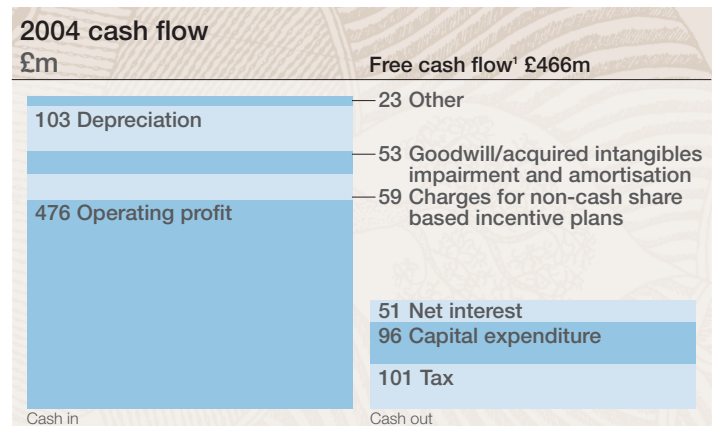 2004 cash flow
£m
Free cash flow¹ £466m
23 Other
103 Depreciation
53 Goodwill/acquired intangibles
impairment and amortisation
59 Charges for non-cash share
based incentive plans
476 Operating profit
51 Net interest
96 Capital expenditure
101 Tax
Cash in
Cash out